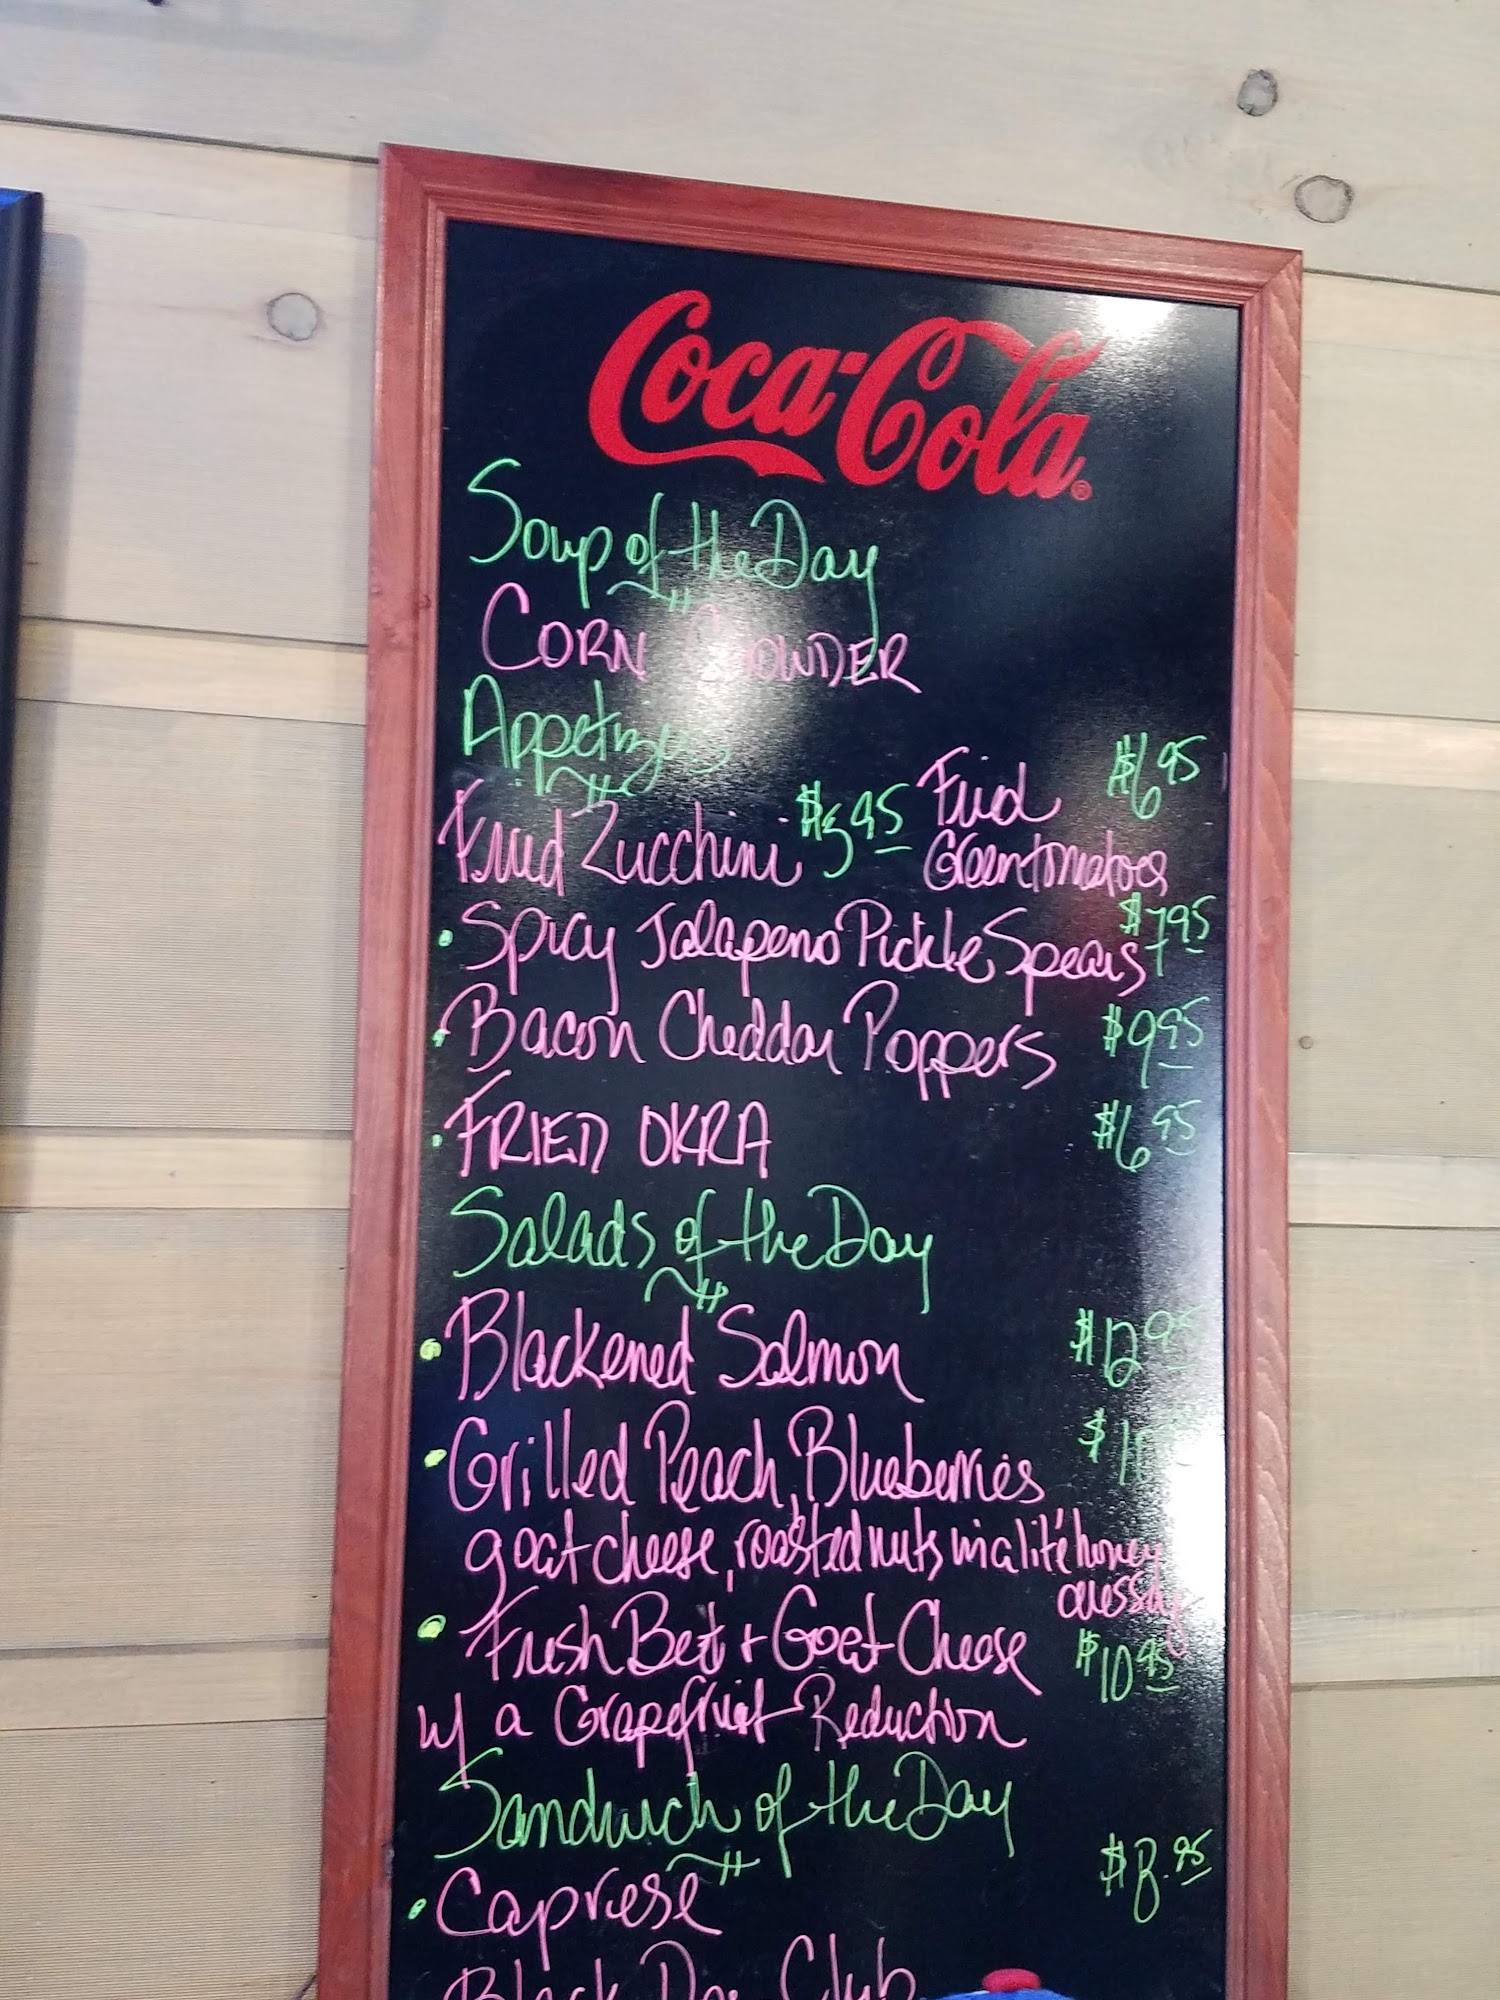 Coca-Cola®
Soup of the Day
CORN CHOWDER
Appetizers
Fried Zucchini $5.95 Fried $6.95
Green tomatoes
• Spicy Jalapeno Pickle Spears $7.95
• Bacon Cheddar Poppers $9.95
• FRIED OKRA $6.95
Salads of the Day
• Blackened Salmon $12.95
• Grilled Peach, Blueberries $
goat cheese, roasted nuts w a lite honey
Fresh Beet + Goat Cheese $10.95
w/ a Grapefruit Reduction
Sandwich of the Day
• Capriese $8.95
Club